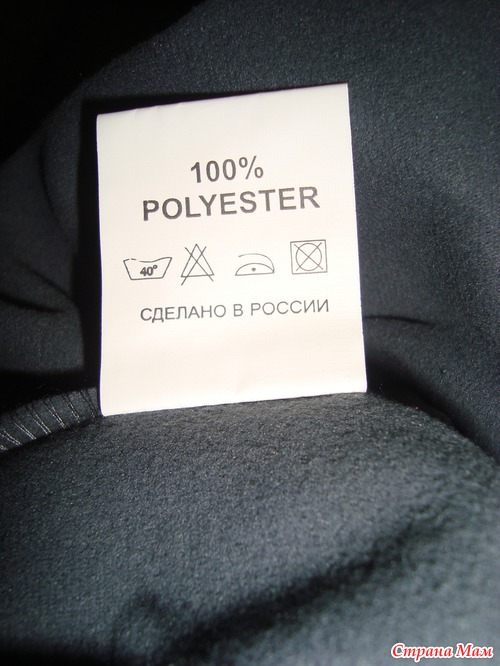 100%
POLYESTER
40°
СДЕЛАНО В РОССИИ
Страна Мам